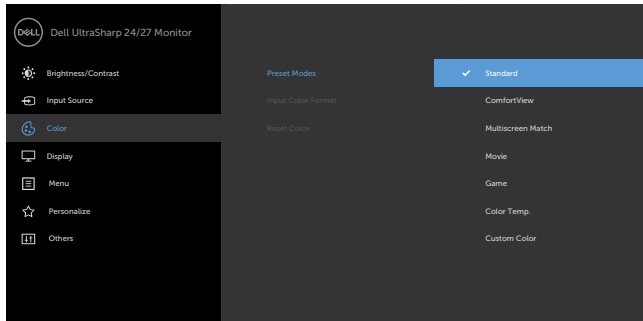 DELL Dell UltraSharp 24/27 Monitor
Brightness/Contrast
Input Source
Color
Display
Menu
Personalize
Others
Preset Modes
Input Color Format
Reset Color
Standard
ComfortView
Multiscreen Match
Movie
Game
Color Temp.
Custom Color